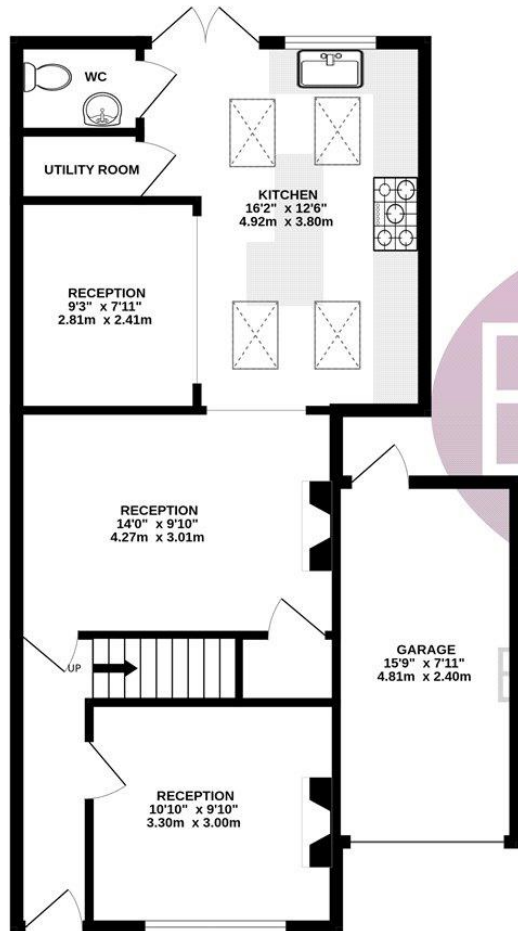 WC
UTILITY ROOM
KITCHEN
16'2" x 12'6"
4.92m x 3.80m
RECEPTION
9'3" x 7'11"
2.81m x 2.41m
RECEPTION
14'0" x 9'10"
4.27m x 3.01m
UP
GARAGE
15'9" x 7'11"
4.81m x 2.40m
RECEPTION
10'10" x 9'10"
3.30m x 3.00m